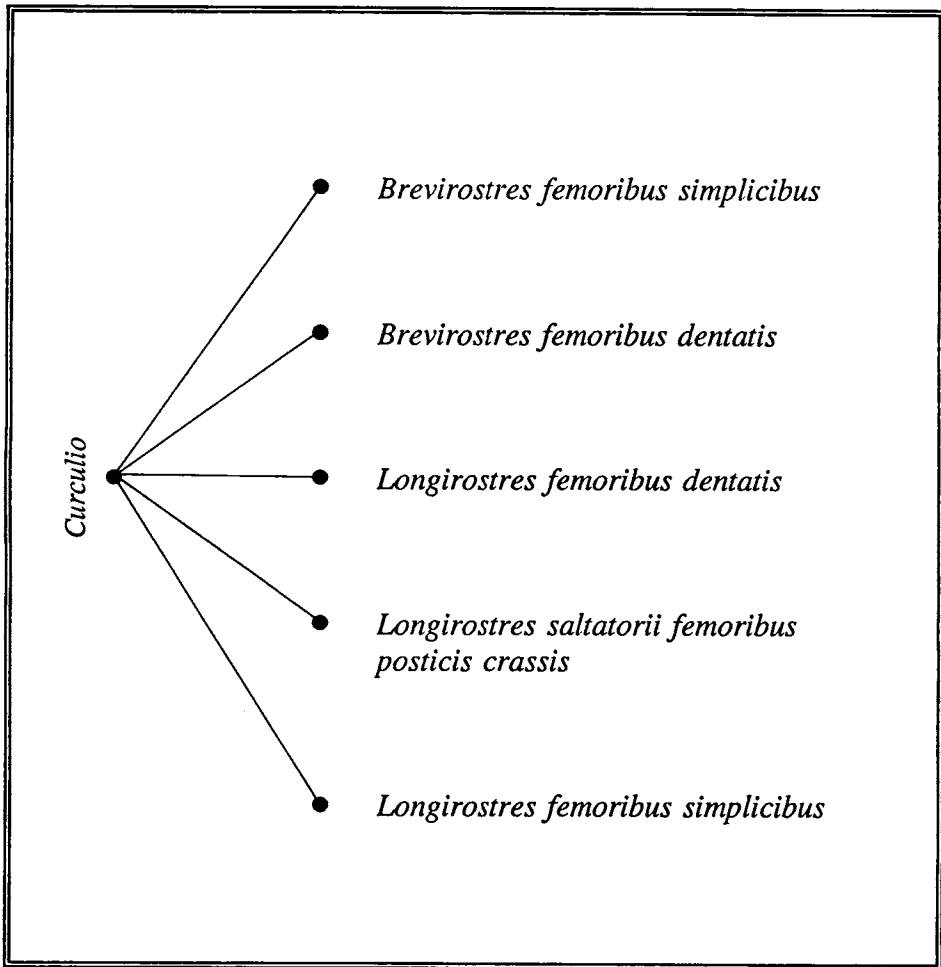 Brevirostres femoribus simplicibus
Brevirostres femoribus dentatis
Curculio
Longirostres femoribus dentatis
Longirostres saltatorii femoribus
posticis crassis
Longirostres femoribus simplicibus